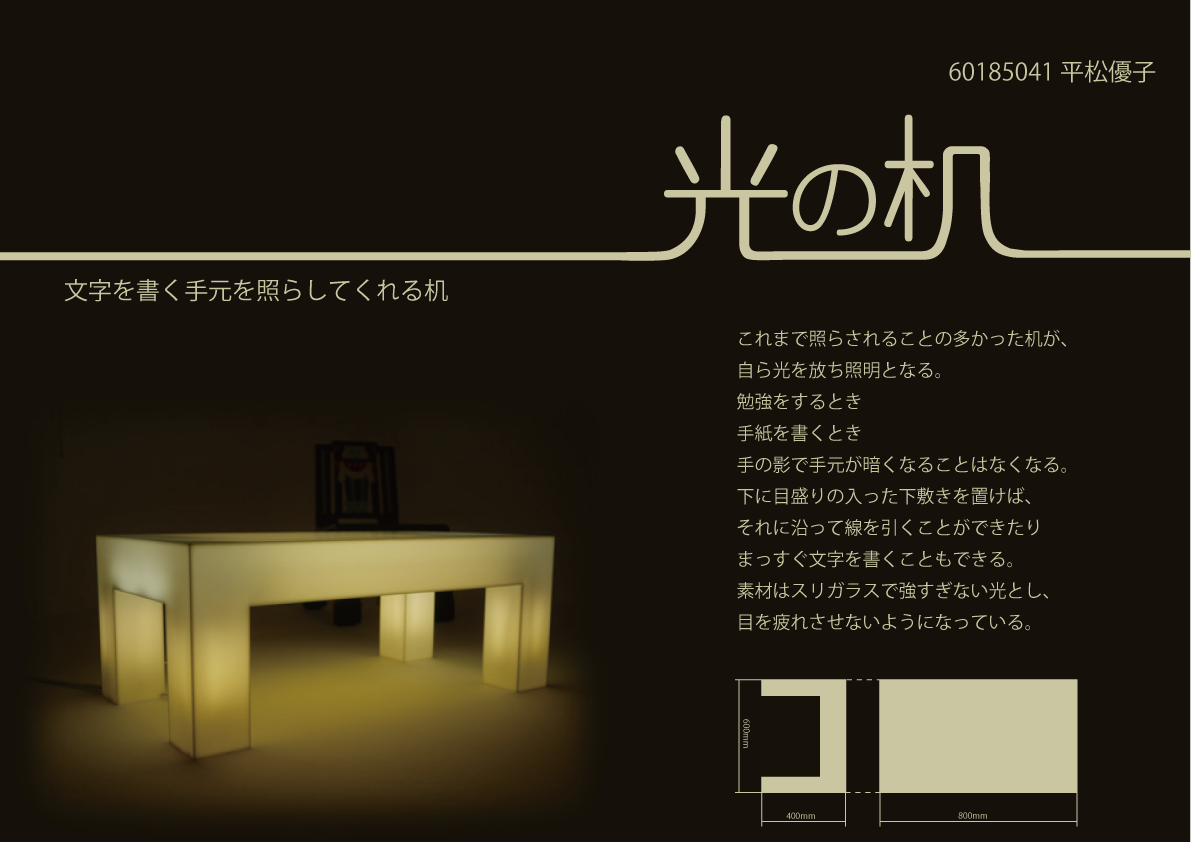 60185041 平松優子
光の机
文字を書く手元を照らしてくれる机
これまで照らされることの多かった机が、
自ら光を放ち照明となる。
勉強をするとき
手紙を書くとき
手の影で手元が暗くなることはなくなる。
下に目盛りの入った下敷きを置けば、
それに沿って線を引くことができたり
まっすぐ文字を書くこともできる。
素材はスリガラスで強すぎない光とし、
目を疲れさせないようになっている。
600mm
400mm
800mm